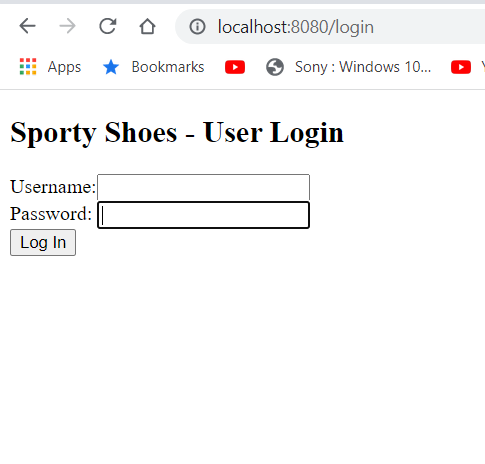 localhost:8080/login
Apps Bookmarks Sony : Windows 10...
Sporty Shoes - User Login
Username:
Password:
Log In